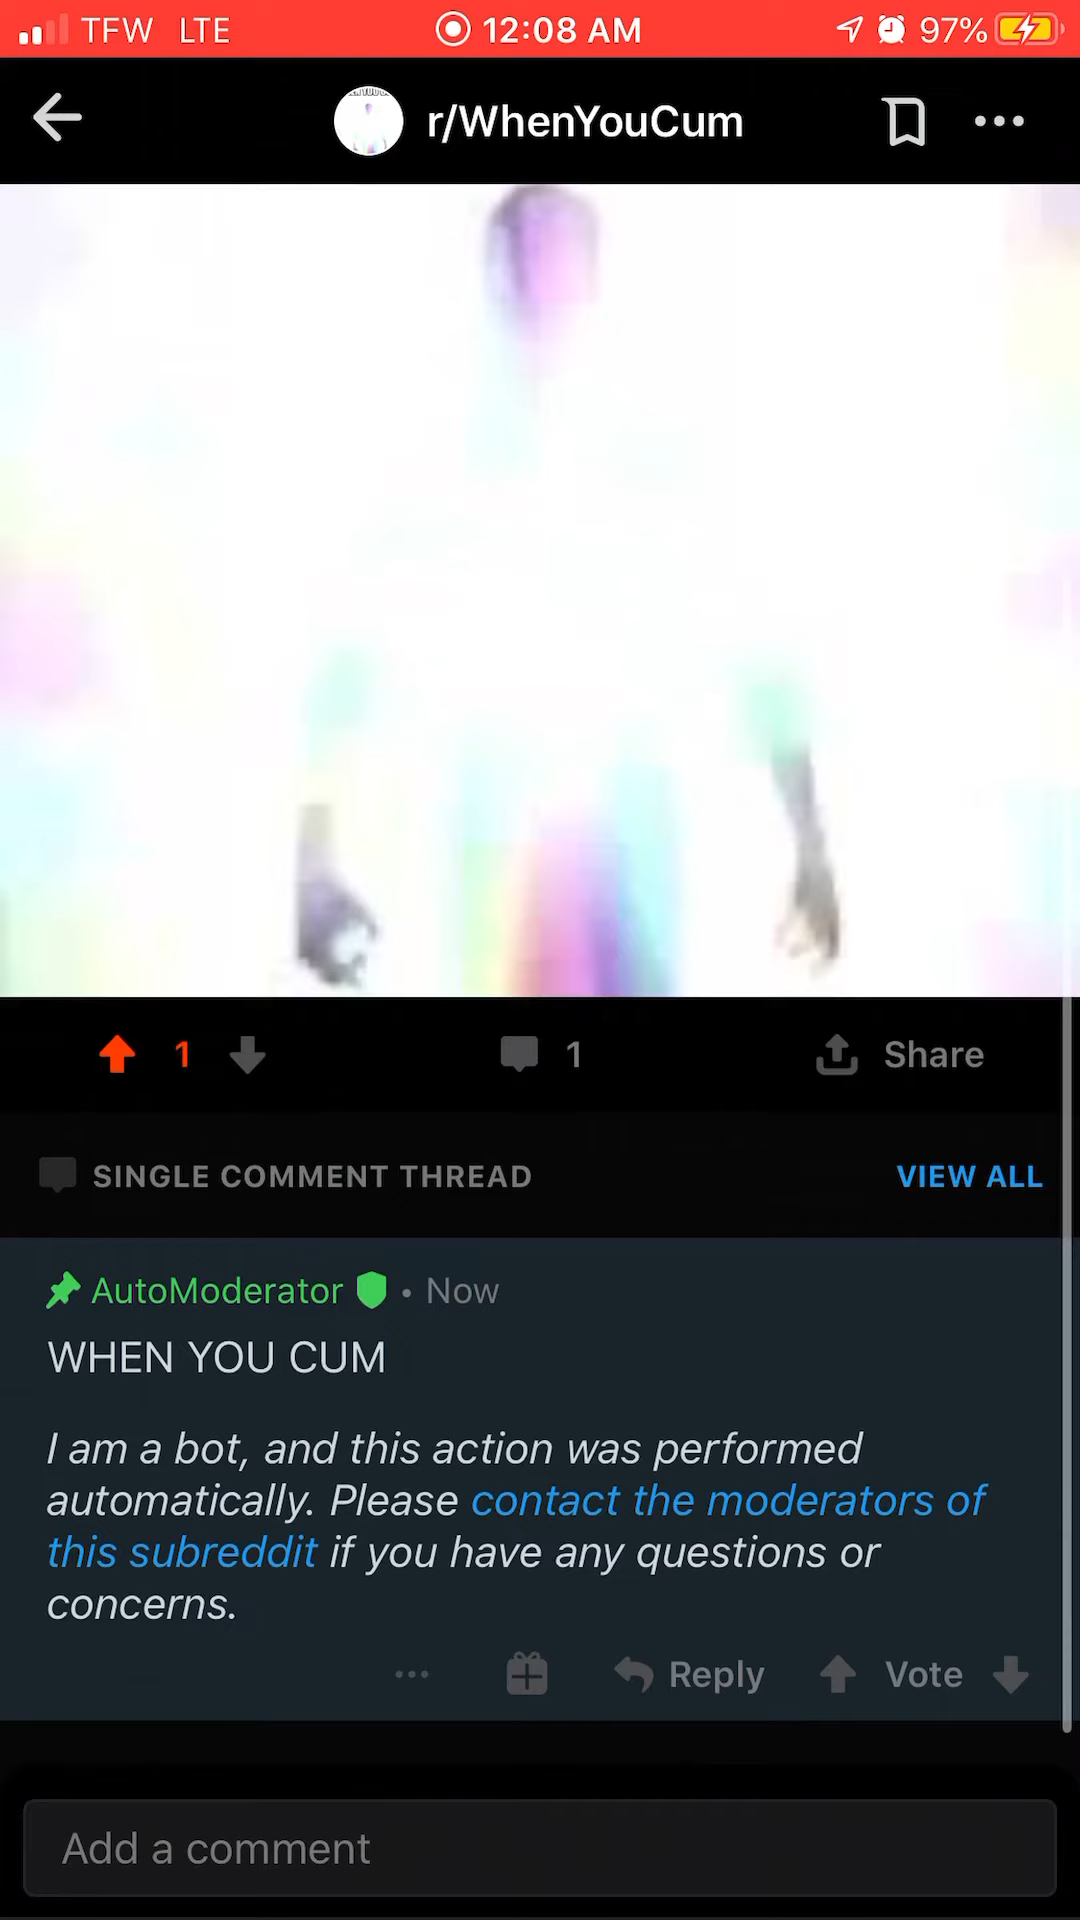 TFW LTE 12:08 AM 97%
r/WhenYouCum
1 1 Share
SINGLE COMMENT THREAD VIEW ALL
AutoModerator • Now
WHEN YOU CUM
I am a bot, and this action was performed
automatically. Please contact the moderators of
this subreddit if you have any questions or
concerns.
Reply Vote
Add a comment